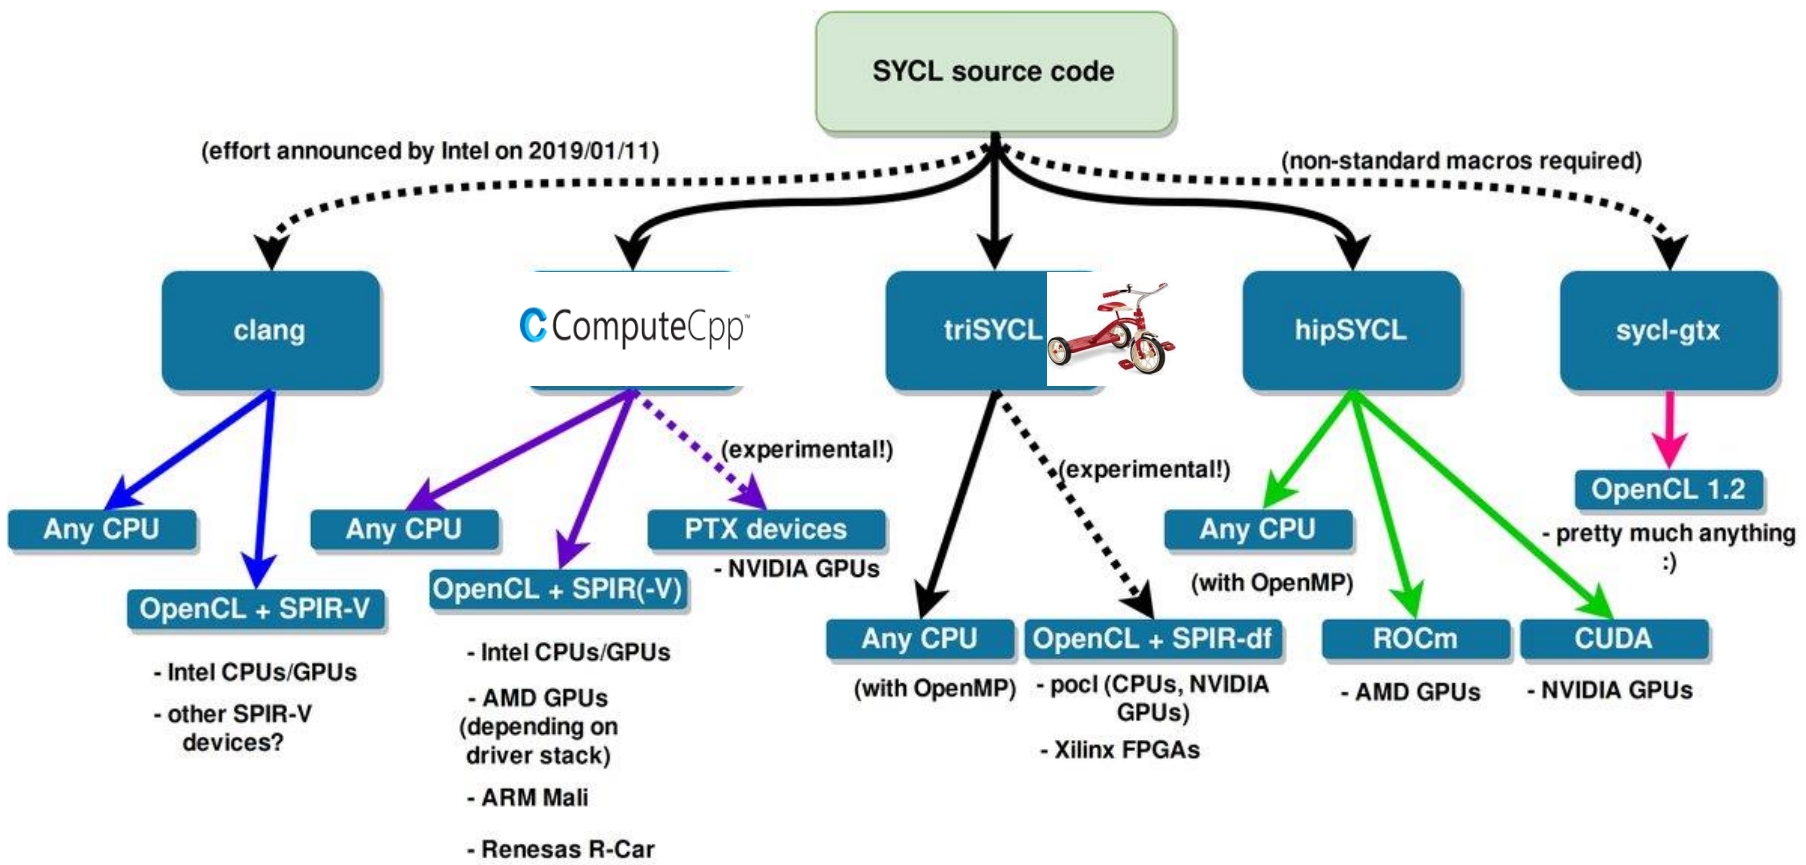 SYCL source code
(effort announced by Intel on 2019/01/11)
(non-standard macros required)
clang
ComputeCpp™
triSYCL
hipSYCL
sycl-gtx
(experimental!)
(experimental!)
OpenCL 1.2
- pretty much anything
:)
Any CPU
Any CPU
PTX devices
- NVIDIA GPUs
Any CPU
(with OpenMP)
OpenCL + SPIR-V
- Intel CPUs/GPUs
- other SPIR-V
devices?
OpenCL + SPIR(-V)
- Intel CPUs/GPUs
- AMD GPUs
(depending on
driver stack)
- ARM Mali
- Renesas R-Car
Any CPU
(with OpenMP)
OpenCL + SPIR-df
- pocl (CPUs, NVIDIA
GPUs)
- Xilinx FPGAs
ROCm
- AMD GPUs
CUDA
- NVIDIA GPUs